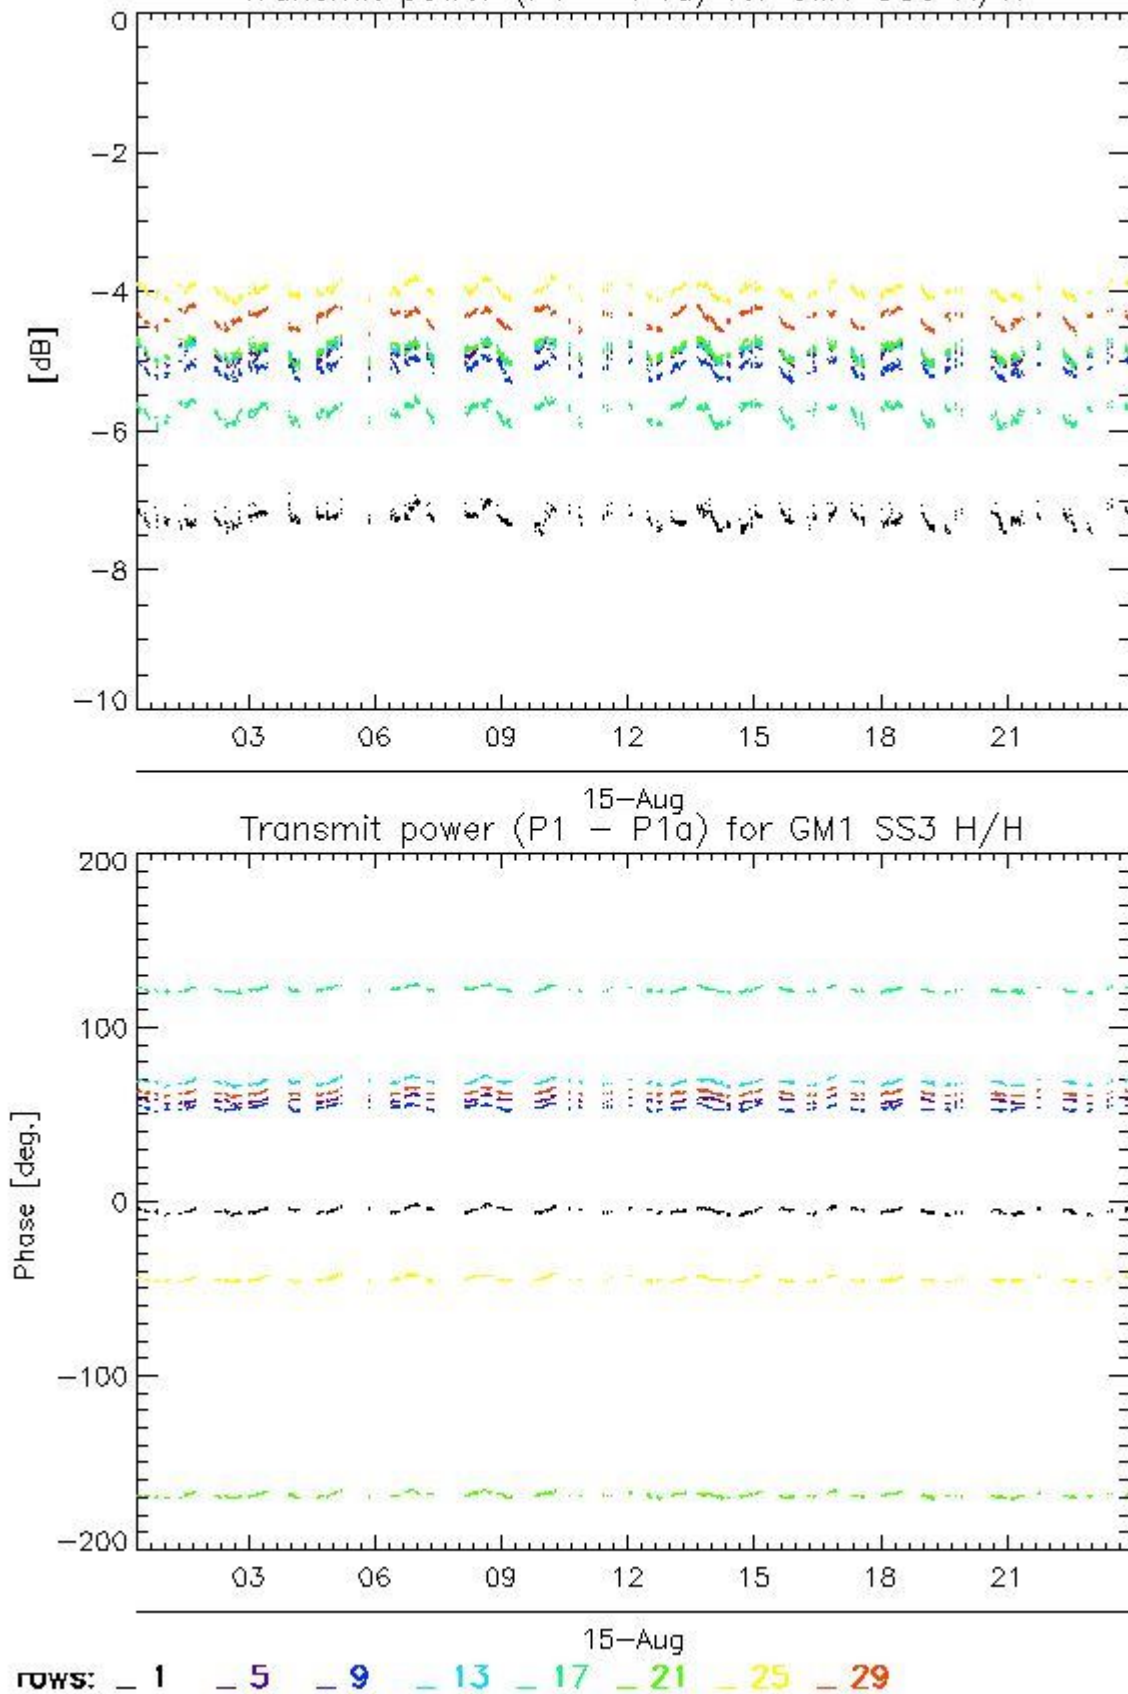 0
−2
−4
−6
−8
−10
[dB]
03 06 09 12 15 18 21
15−Aug
Transmit power (P1 − P1a) for GM1 SS3 H/H
200
100
0
−100
−200
Phase [deg.]
03 06 09 12 15 18 21
15−Aug
rows: _ 1 _ 5 _ 9 _ 13 _ 17 _ 21 _ 25 _ 29